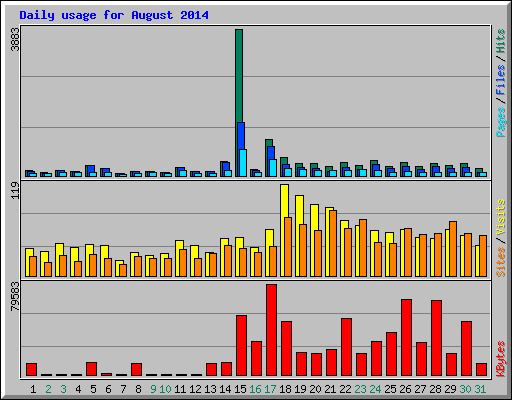 Daily usage for August 2014
3883
Pages / Files / Hits
119
Sites / Visits
79583
KBytes
1 2 3 4 5 6 7 8 9 10 11 12 13 14 15 16 17 18 19 20 21 22 23 24 25 26 27 28 29 30 31